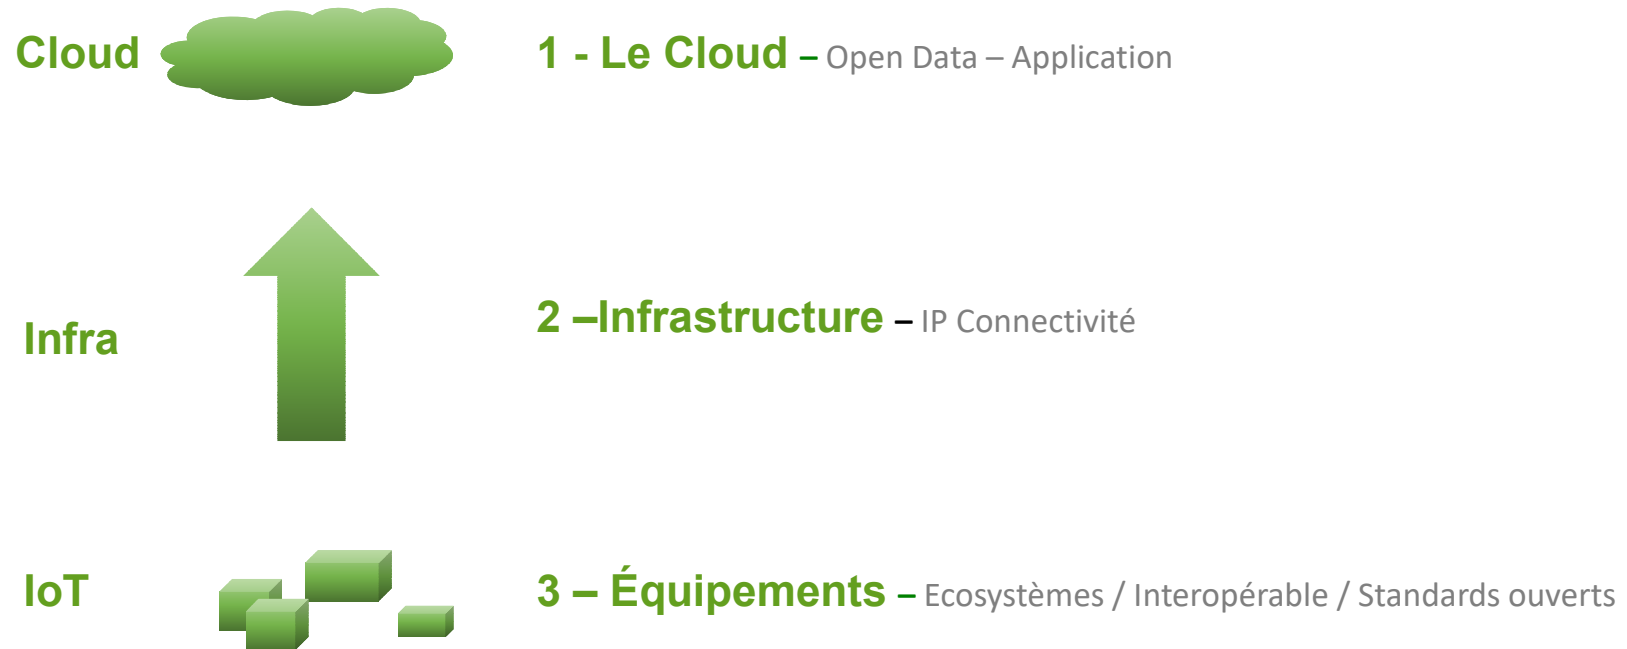 Cloud
1 - Le Cloud – Open Data – Application
Infra
2 –Infrastructure – IP Connectivité
IoT
3 – Équipements – Ecosystèmes / Interopérable / Standards ouverts